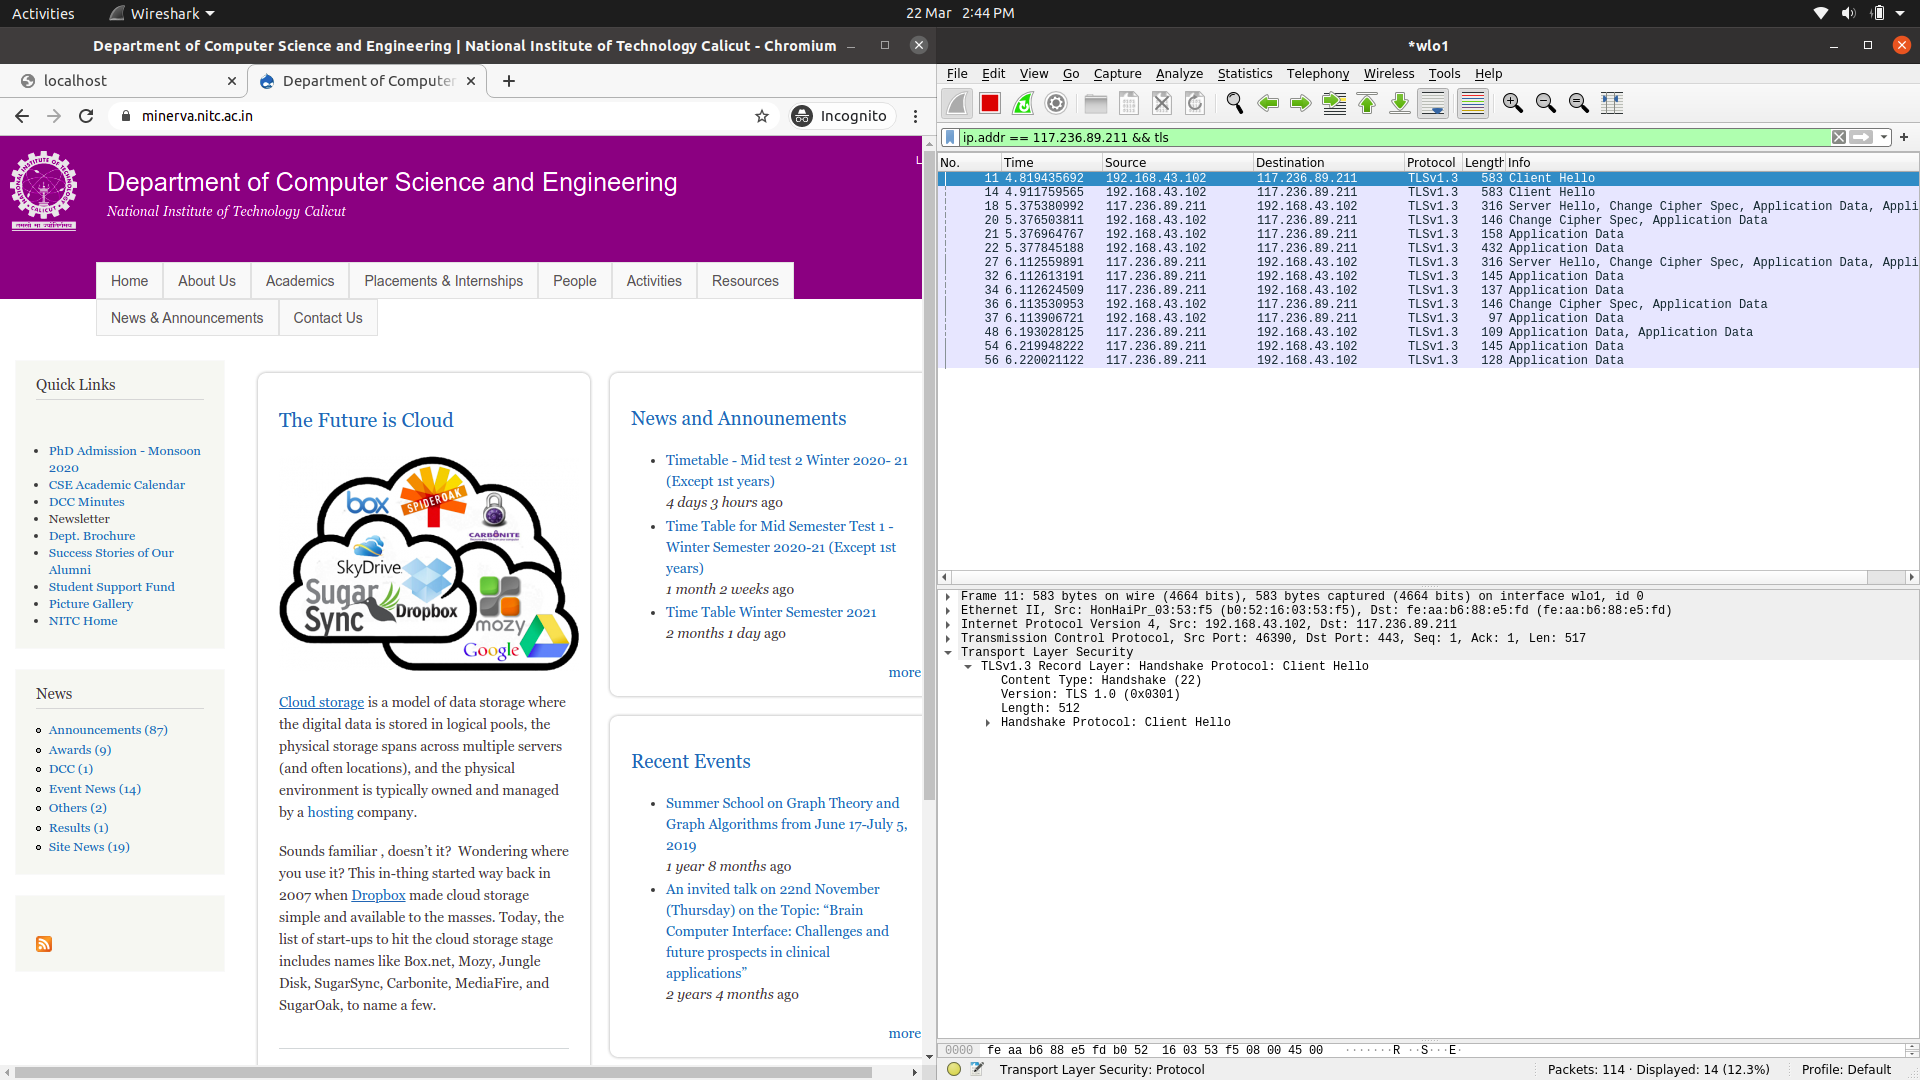 Activities
Wireshark
22 Mar 2:44 PM
Department of Computer Science and Engineering | National Institute of Technology Calicut - Chromium
localhost
Department of Computer
minerva.nitc.ac.in
Incognito
L
Department of Computer Science and Engineering
National Institute of Technology Calicut
Home
About Us
Academics
Placements & Internships
People
Activities
Resources
News & Announcements
Contact Us
Quick Links
PhD Admission - Monsoon
2020
CSE Academic Calendar
DCC Minutes
Newsletter
Dept. Brochure
Success Stories of Our
Alumni
Student Support Fund
Picture Gallery
NITC Home
News
Announcements (87)
Awards (9)
DCC (1)
Event News (14)
Others (2)
Results (1)
Site News (19)
The Future is Cloud
box
SPIDEROAK
CARBONITE
SkyDrive
Sugar
Sync
Dropbox
mozy
Google
Cloud storage is a model of data storage where
the digital data is stored in logical pools, the
physical storage spans across multiple servers
(and often locations), and the physical
environment is typically owned and managed
by a hosting company.
Sounds familiar , doesn’t it? Wondering where
you use it? This in-thing started way back in
2007 when Dropbox made cloud storage
simple and available to the masses. Today, the
list of start-ups to hit the cloud storage stage
includes names like Box.net, Mozy, Jungle
Disk, SugarSync, Carbonite, MediaFire, and
SugarOak, to name a few.
News and Announements
Timetable - Mid test 2 Winter 2020- 21
(Except 1st years)
4 days 3 hours ago
Time Table for Mid Semester Test 1 -
Winter Semester 2020-21 (Except 1st
years)
1 month 2 weeks ago
Time Table Winter Semester 2021
2 months 1 day ago
more
Recent Events
Summer School on Graph Theory and
Graph Algorithms from June 17-July 5,
2019
1 year 8 months ago
An invited talk on 22nd November
(Thursday) on the Topic: “Brain
Computer Interface: Challenges and
future prospects in clinical
applications”
2 years 4 months ago
more
*wlo1
File Edit View Go Capture Analyze Statistics Telephony Wireless Tools Help
ip.addr == 117.236.89.211 && tls
No. Time Source Destination Protocol Length Info
11 4.819435692 192.168.43.102 117.236.89.211 TLSv1.3 583 Client Hello
14 4.911759565 192.168.43.102 117.236.89.211 TLSv1.3 583 Client Hello
18 5.375380992 117.236.89.211 192.168.43.102 TLSv1.3 316 Server Hello, Change Cipher Spec, Application Data, Appli
20 5.376503811 192.168.43.102 117.236.89.211 TLSv1.3 146 Change Cipher Spec, Application Data
21 5.376964767 192.168.43.102 117.236.89.211 TLSv1.3 158 Application Data
22 5.377845188 192.168.43.102 117.236.89.211 TLSv1.3 432 Application Data
27 6.112559891 117.236.89.211 192.168.43.102 TLSv1.3 316 Server Hello, Change Cipher Spec, Application Data, Appli
32 6.112613191 117.236.89.211 192.168.43.102 TLSv1.3 145 Application Data
34 6.112624509 117.236.89.211 192.168.43.102 TLSv1.3 137 Application Data
36 6.113530953 192.168.43.102 117.236.89.211 TLSv1.3 146 Change Cipher Spec, Application Data
37 6.113906721 192.168.43.102 117.236.89.211 TLSv1.3 97 Application Data
48 6.193028125 117.236.89.211 192.168.43.102 TLSv1.3 109 Application Data, Application Data
54 6.219948222 117.236.89.211 192.168.43.102 TLSv1.3 145 Application Data
56 6.220021122 117.236.89.211 192.168.43.102 TLSv1.3 128 Application Data
Frame 11: 583 bytes on wire (4664 bits), 583 bytes captured (4664 bits) on interface wlo1, id 0
Ethernet II, Src: HonHaiPr_03:53:f5 (b0:52:16:03:53:f5), Dst: fe:aa:b6:88:e5:fd (fe:aa:b6:88:e5:fd)
Internet Protocol Version 4, Src: 192.168.43.102, Dst: 117.236.89.211
Transmission Control Protocol, Src Port: 46390, Dst Port: 443, Seq: 1, Ack: 1, Len: 517
Transport Layer Security
TLSv1.3 Record Layer: Handshake Protocol: Client Hello
Content Type: Handshake (22)
Version: TLS 1.0 (0x0301)
Length: 512
Handshake Protocol: Client Hello
0000 fe aa b6 88 e5 fd b0 52 16 03 53 f5 08 00 45 00 ·······R ··S···E·
Transport Layer Security: Protocol
Packets: 114 · Displayed: 14 (12.3%)
Profile: Default